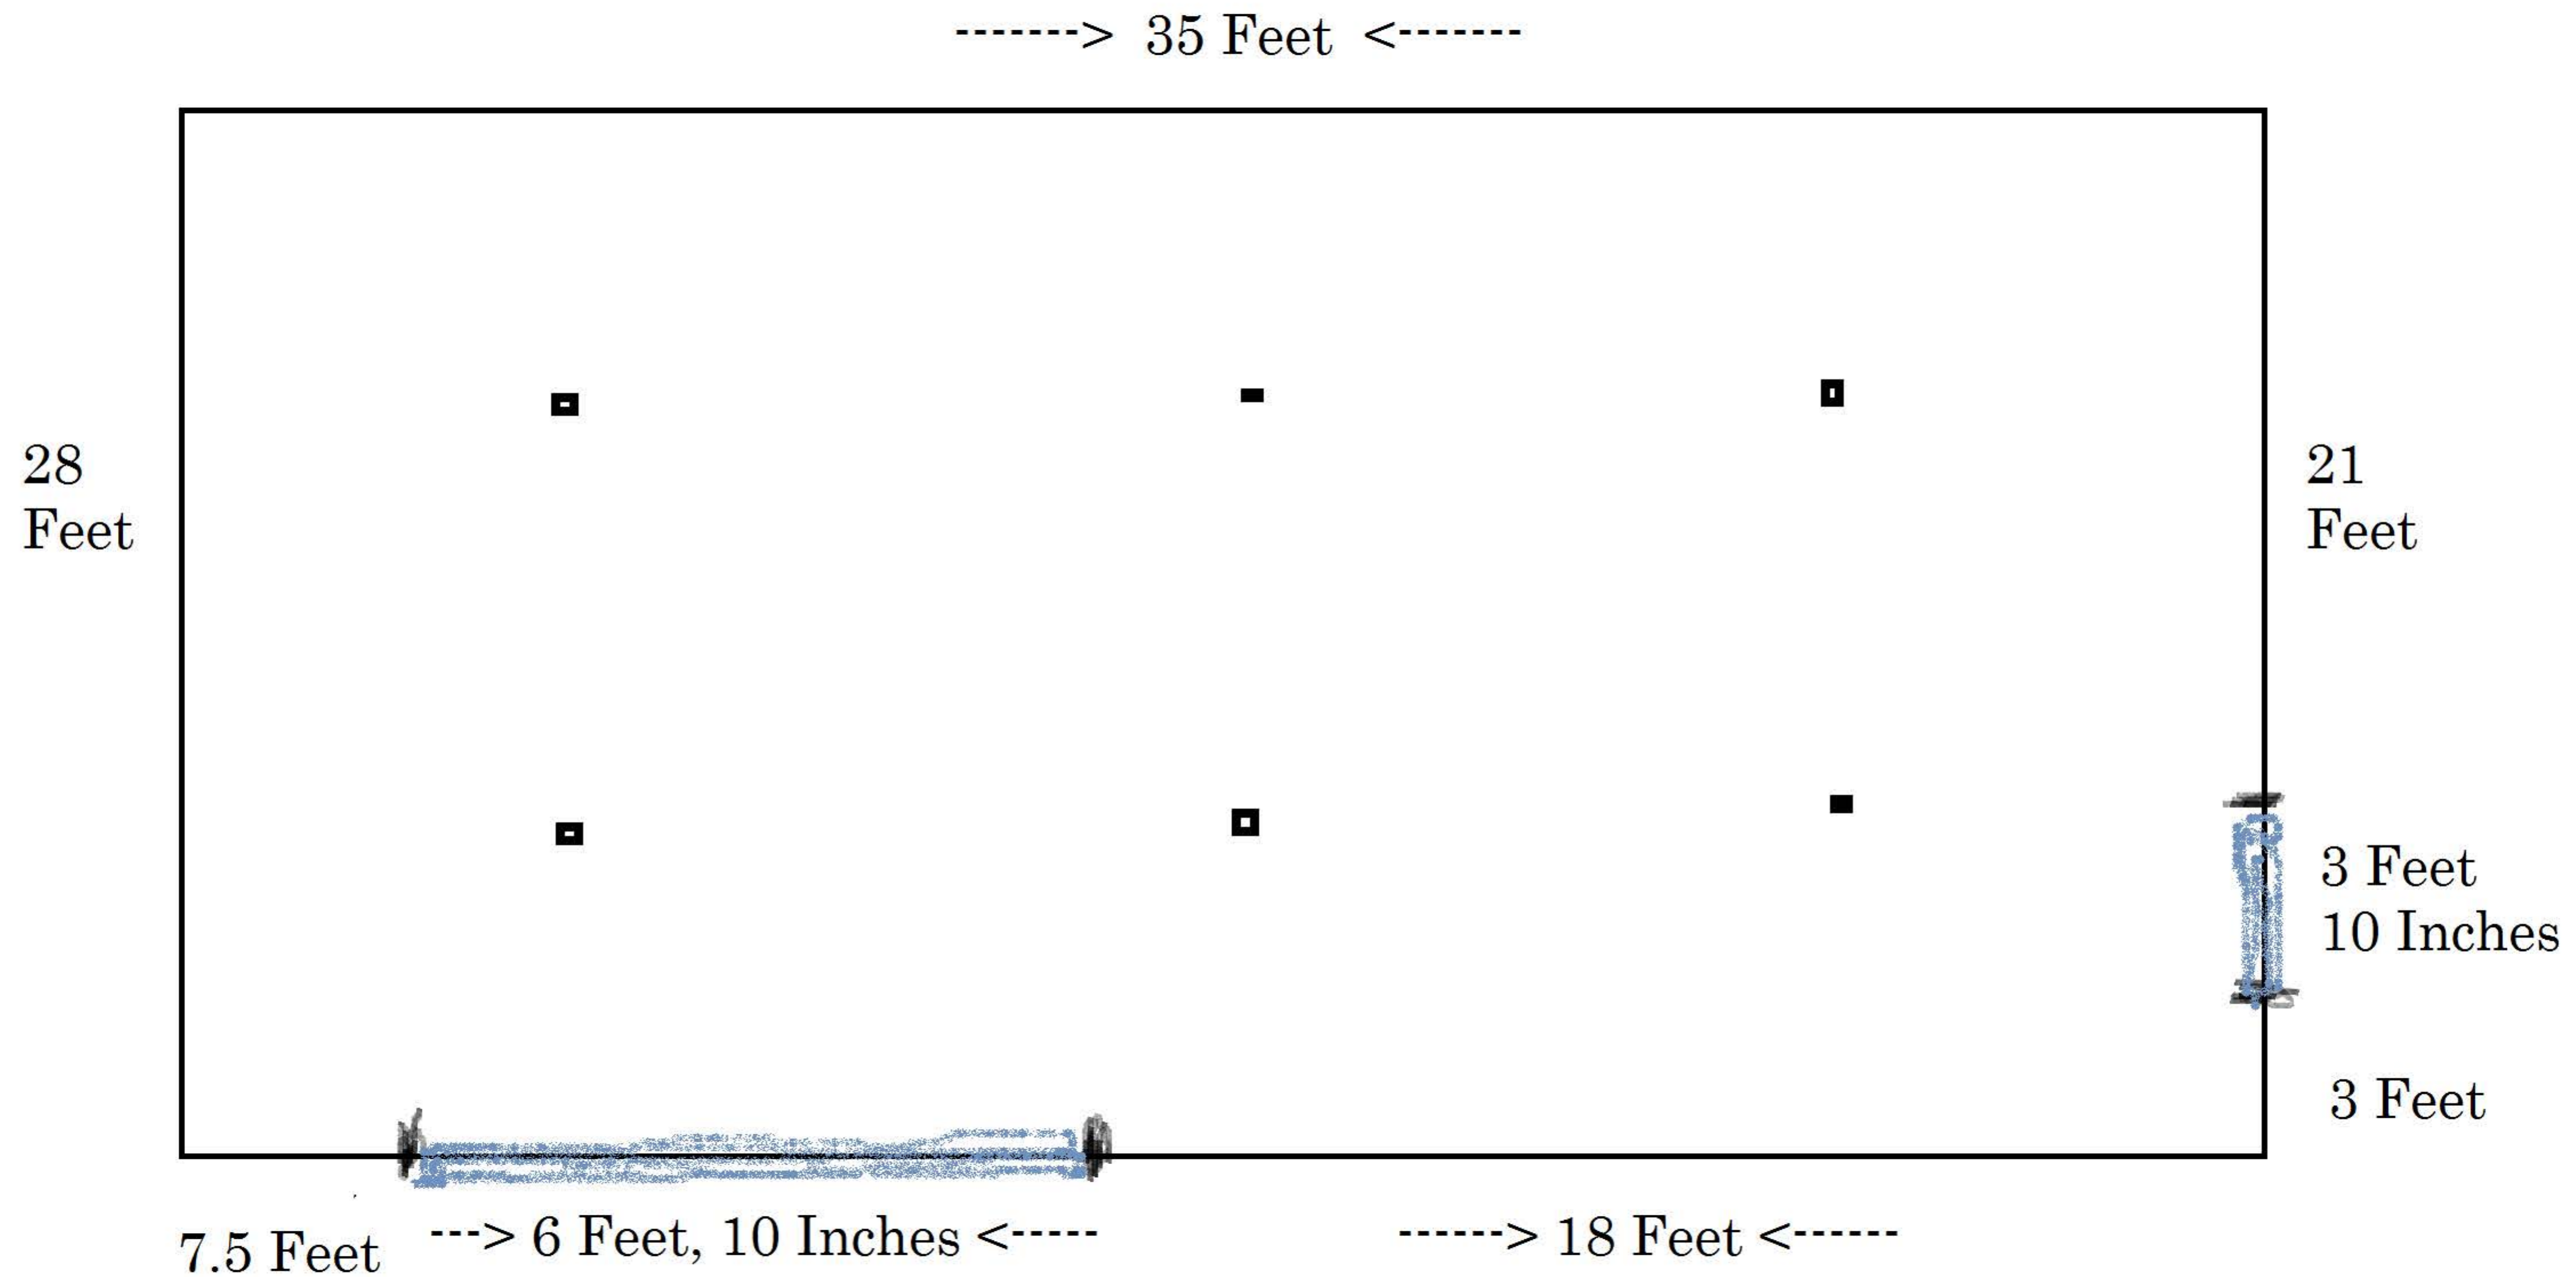 -------> 35 Feet <-------
28
Feet
21
Feet
3 Feet
10 Inches
3 Feet
7.5 Feet ---> 6 Feet, 10 Inches <----- ------> 18 Feet <------